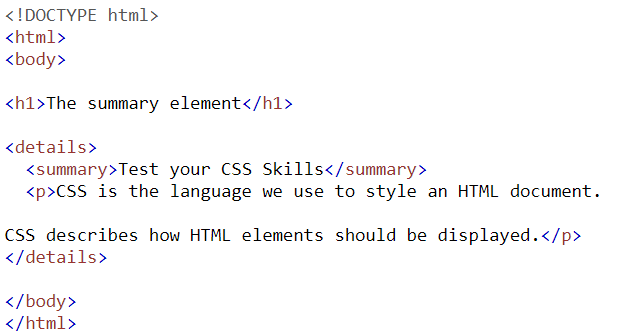 <!DOCTYPE html>
<html>
<body>

<h1>The summary element</h1>

<details>
  <summary>Test your CSS Skills</summary>
  <p>CSS is the language we use to style an HTML document.

CSS describes how HTML elements should be displayed.</p>
</details>

</body>
</html>